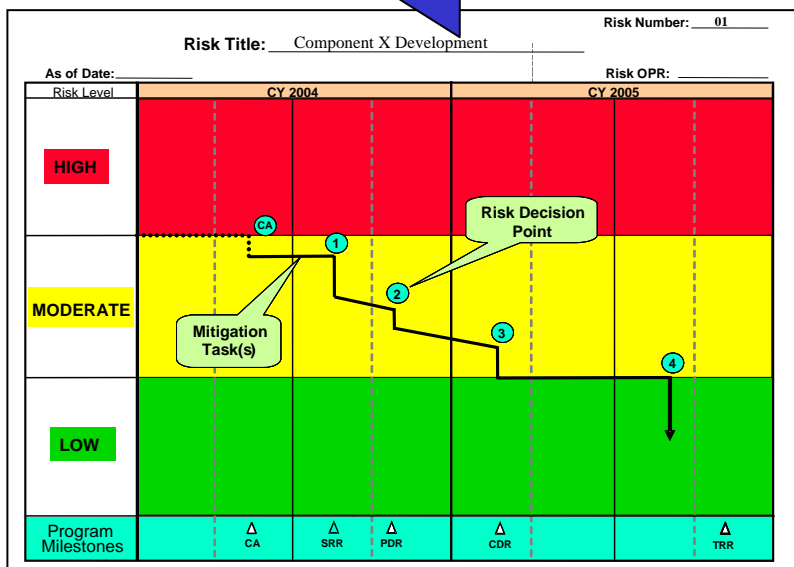 Risk Number: 01
Risk Title: Component X Development
As of Date:
Risk OPR:
Risk Level
CY 2004
CY 2005
HIGH
CA
Risk Decision
Point
1
2
MODERATE
Mitigation
Task(s)
3
4
LOW
Program
Milestones
CA
SRR
PDR
CDR
TRR